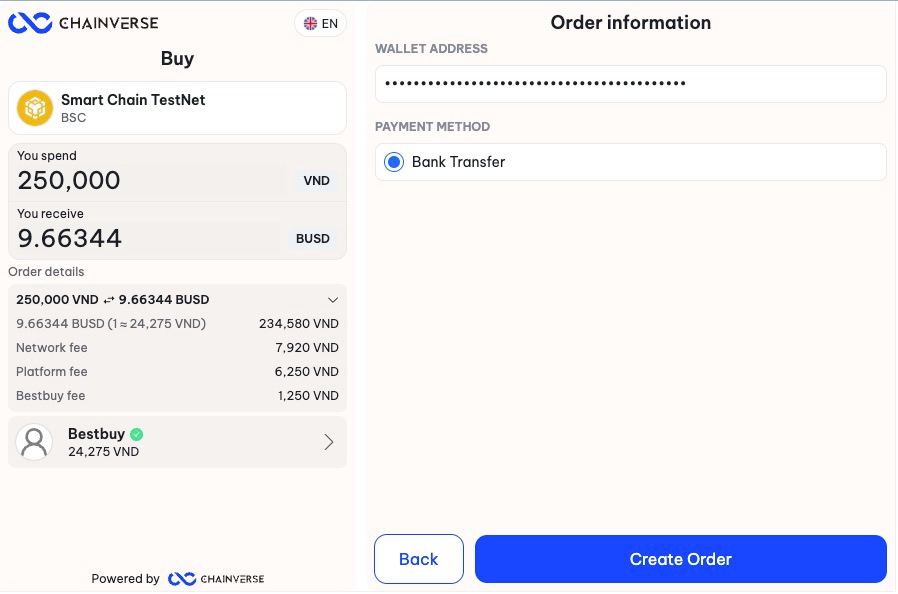 CHAINVERSE
EN
Buy
Smart Chain TestNet
BSC
You spend
250,000 VND
You receive
9.66344 BUSD
Order details
250,000 VND ⇄ 9.66344 BUSD
9.66344 BUSD (1 ≈ 24,275 VND) 234,580 VND
Network fee 7,920 VND
Platform fee 6,250 VND
Bestbuy fee 1,250 VND
Bestbuy
24,275 VND
Powered by CHAINVERSE
Order information
WALLET ADDRESS
••••••••••••••••••••••••••••••••••••••••••
PAYMENT METHOD
Bank Transfer
Back
Create Order